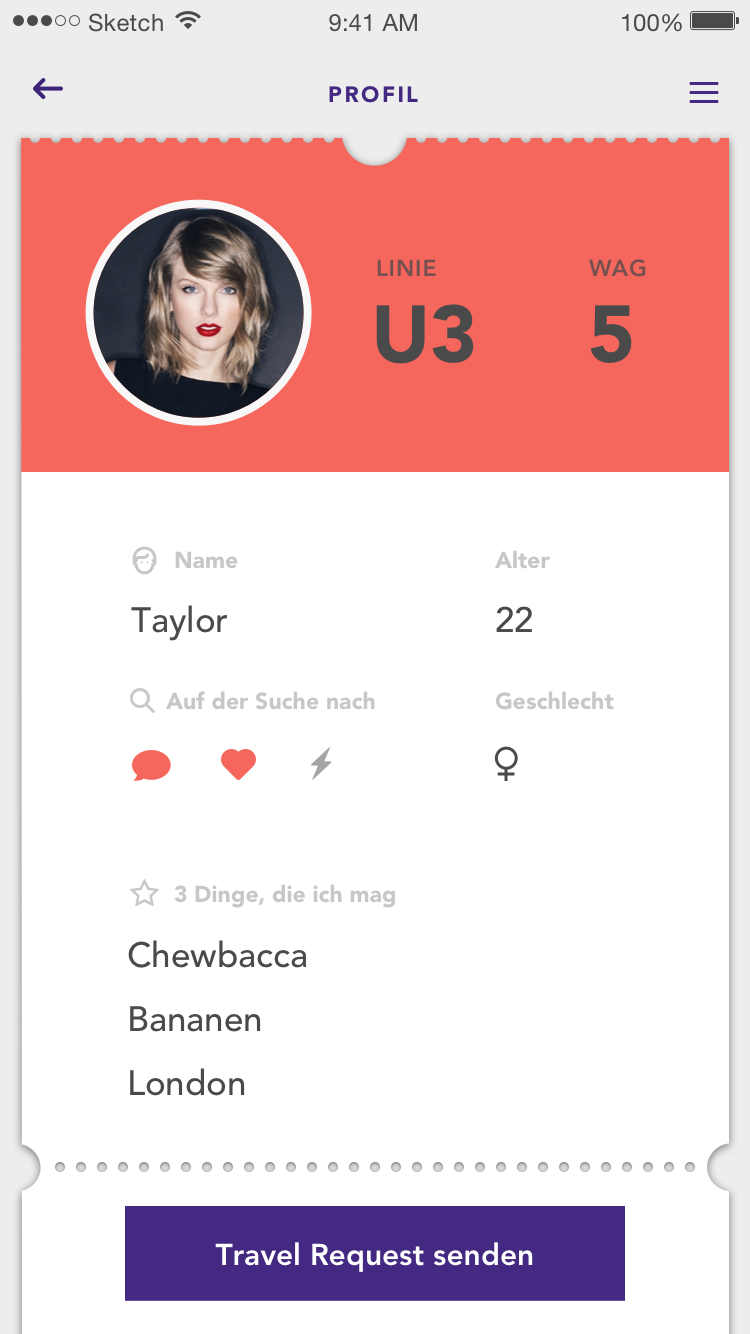 Sketch 9:41 AM 100%
PROFIL
LINIE WAG
U3 5
Name Alter
Taylor 22
Auf der Suche nach Geschlecht
3 Dinge, die ich mag
Chewbacca
Bananen
London
Travel Request senden